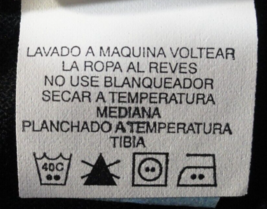 LAVADO A MAQUINA VOLTEAR
LA ROPA AL REVES
NO USE BLANQUEADOR
SECAR A TEMPERATURA
MEDIANA
PLANCHADO A TEMPERATURA
TIBIA
40C